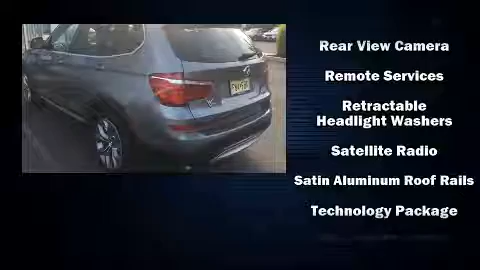 Rear View Camera
Remote Services
Retractable
Headlight Washers
Satellite Radio
Satin Aluminum Roof Rails
Technology Package